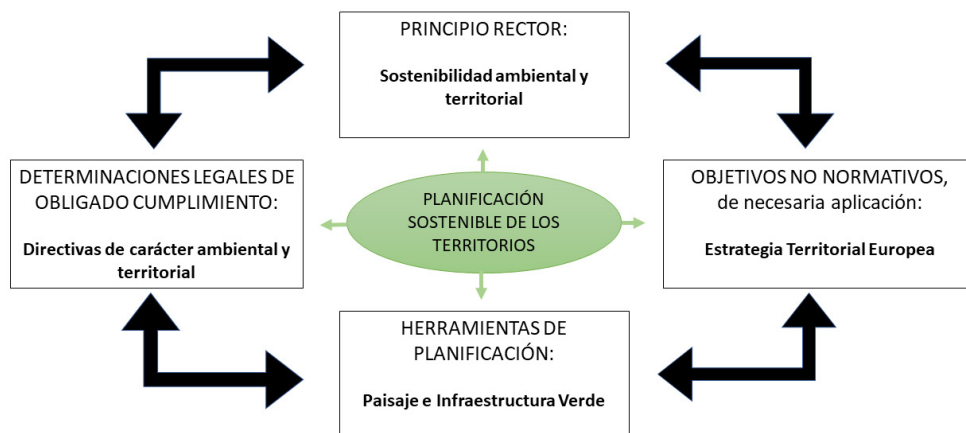 PRINCIPIO RECTOR:
Sostenibilidad ambiental y
territorial
DETERMINACIONES LEGALES DE
OBLIGADO CUMPLIMIENTO:
Directivas de carácter ambiental y
territorial
PLANIFICACIÓN
SOSTENIBLE DE LOS
TERRITORIOS
OBJETIVOS NO NORMATIVOS,
de necesaria aplicación:
Estrategia Territorial Europea
HERRAMIENTAS DE
PLANIFICACIÓN:
Paisaje e Infraestructura Verde